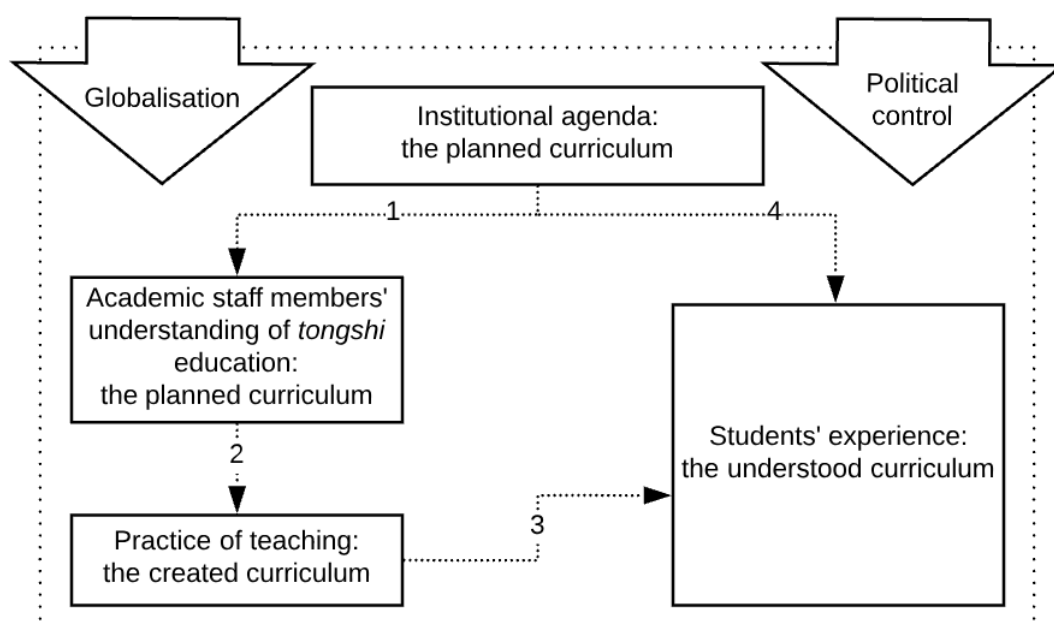 Globalisation
Political
control
Institutional agenda:
the planned curriculum
1
4
Academic staff members'
understanding of tongshi
education:
the planned curriculum
2
Practice of teaching:
the created curriculum
3
Students' experience:
the understood curriculum